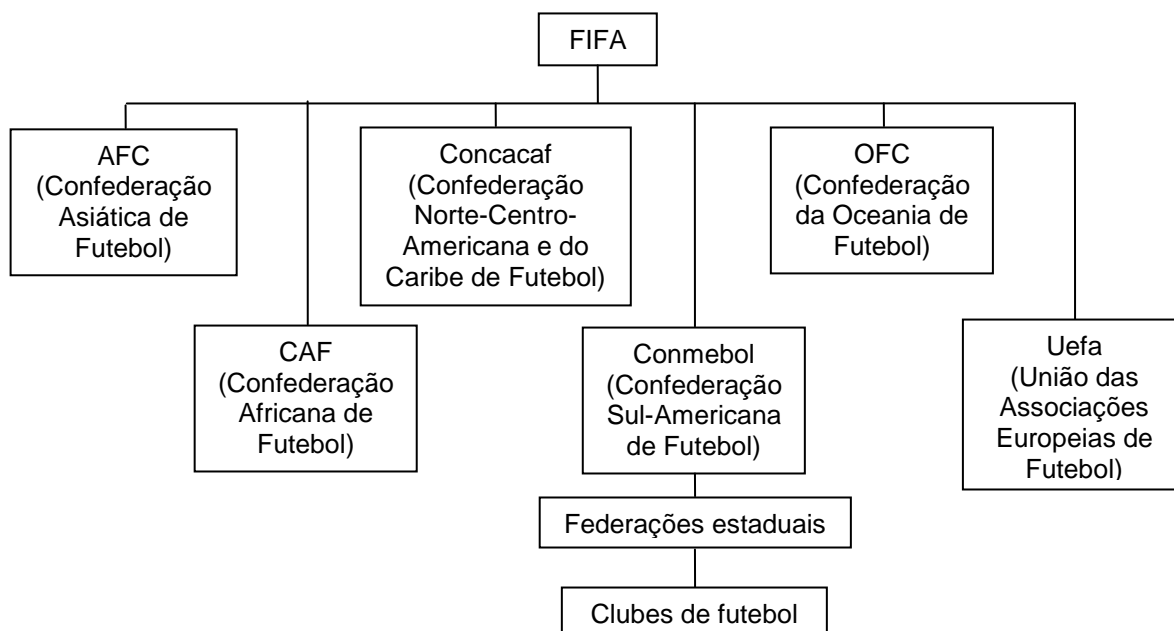 FIFA
AFC
(Confederação
Asiática de
Futebol)
Concacaf
(Confederação
Norte-Centro-
Americana e do
Caribe de Futebol)
OFC
(Confederação
da Oceania de
Futebol)
CAF
(Confederação
Africana de
Futebol)
Conmebol
(Confederação
Sul-Americana
de Futebol)
Uefa
(União das
Associações
Europeias de
Futebol)
Federações estaduais
Clubes de futebol